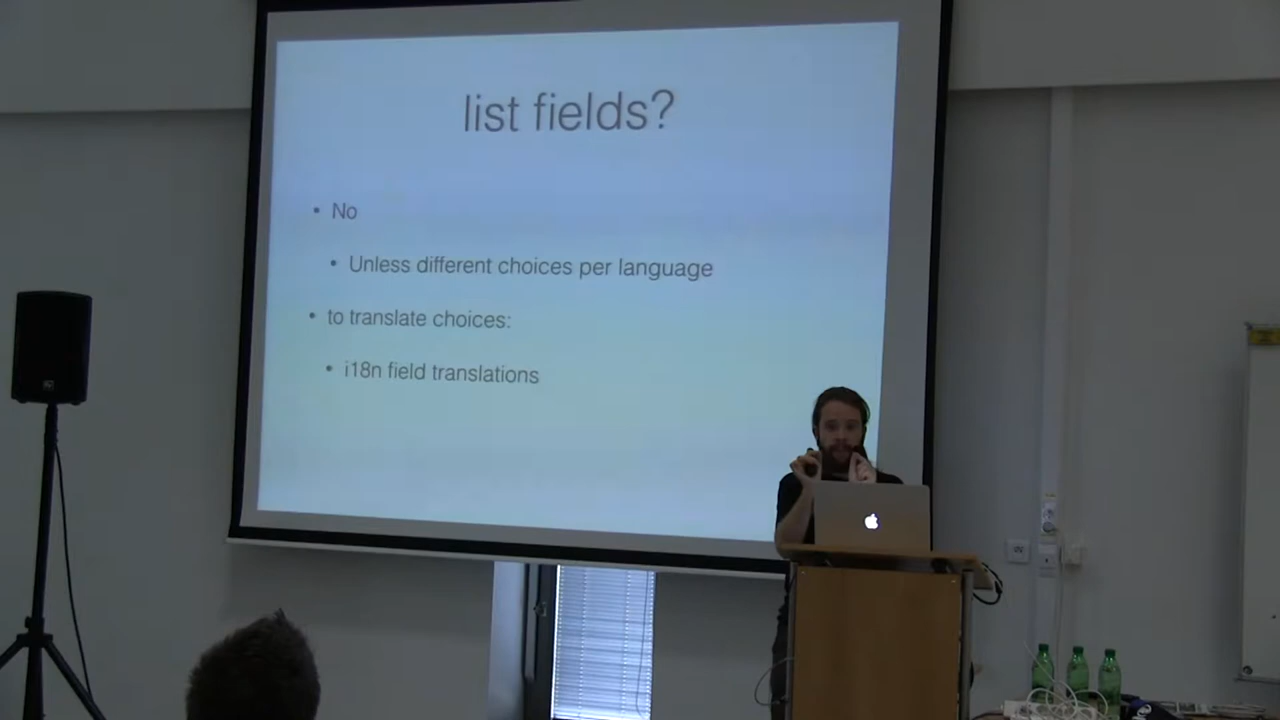 list fields?
• No
• Unless different choices per language
• to translate choices:
• i18n field translations